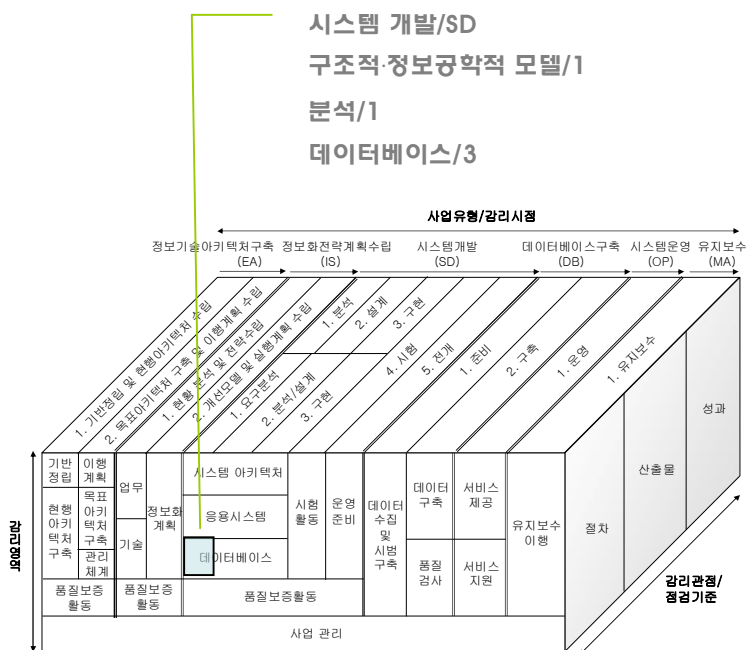 시스템 개발/SD
구조적·정보공학적 모델/1
분석/1
데이터베이스/3
사업유형/감리시점
정보기술아키텍처구축 정보화전략계획수립 시스템개발 데이터베이스구축 시스템운영 유지보수
(EA) (IS) (SD) (DB) (OP) (MA)
1. 기반정립 및 현행아키텍처 수립
2. 목표아키텍처 구축 및 이행계획 수립
1. 현황 분석 및 전략수립
2. 개선모델 및 실행계획 수립
1. 분석
2. 설계
3. 구현
1. 요구분석
2. 분석/설계
3. 구현
4. 시험
5. 전개
1. 준비
2. 구축
1. 운영
1. 유지보수
감리영역
기반
정립
이행
계획
현행
아키
텍처
구축
목표
아키
텍처
구축
관리
체계
품질보증
활동
업무
기술
정보화
계획
품질보증
활동
시스템 아키텍처
응용시스템
데이터베이스
시험
활동
운영
준비
품질보증활동
데이터
수집
및
시범
구축
데이터
구축
품질
검사
서비스
제공
서비스
지원
유지보수
이행
사업 관리
절차
산출물
성과
감리관점/
점검기준